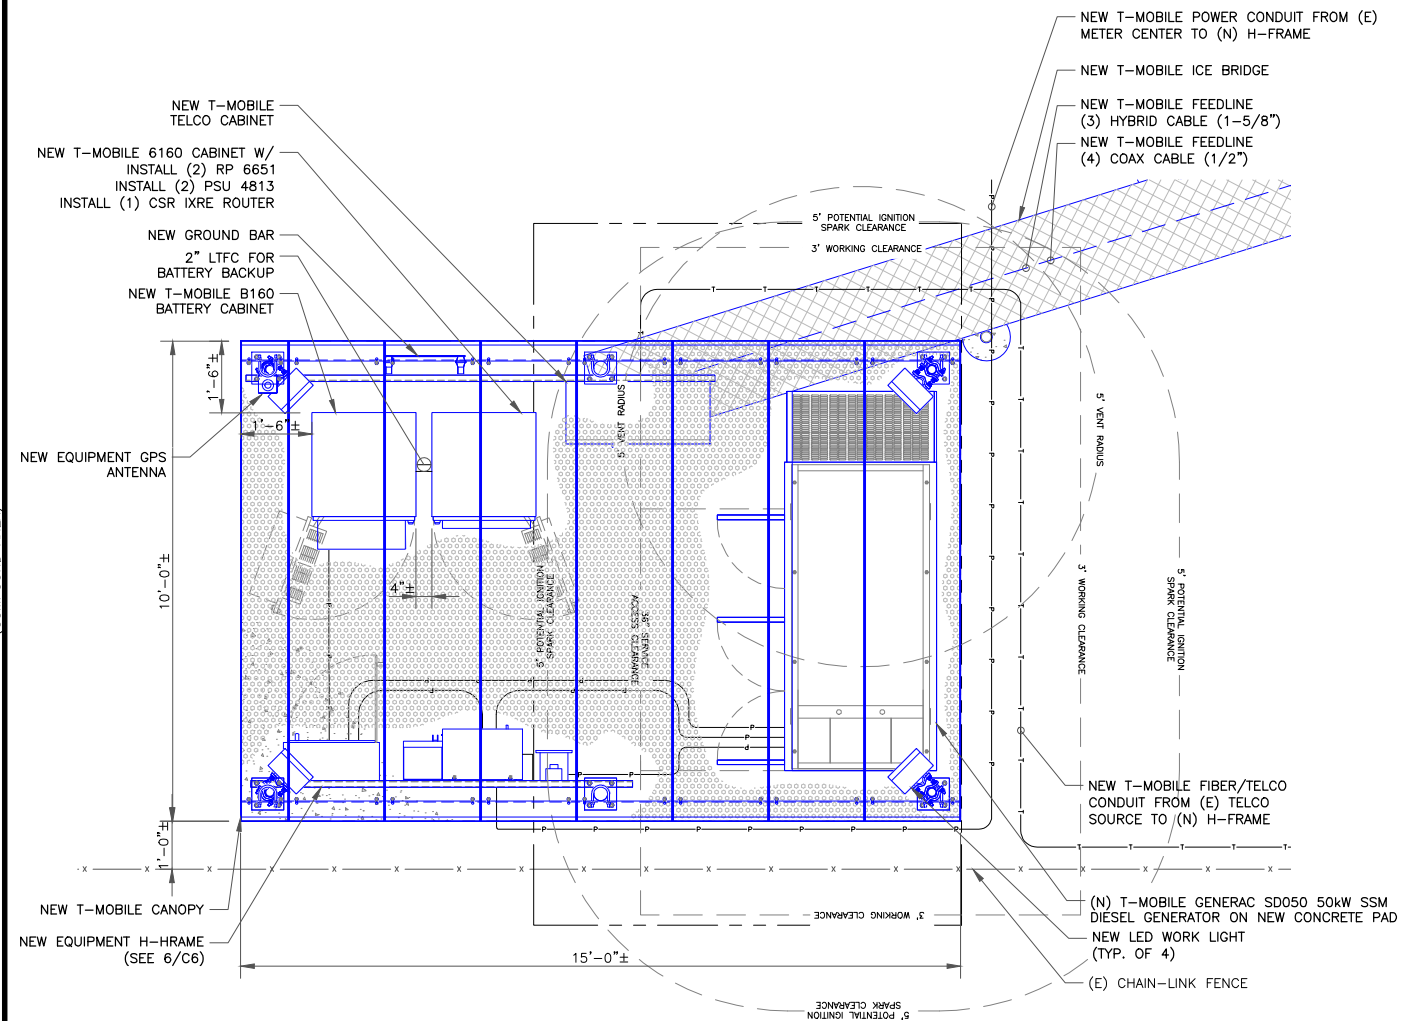 NEW T-MOBILE POWER CONDUIT FROM (E)
METER CENTER TO (N) H-FRAME
NEW T-MOBILE ICE BRIDGE
NEW T-MOBILE FEEDLINE
(3) HYBRID CABLE (1-5/8")
NEW T-MOBILE FEEDLINE
(4) COAX CABLE (1/2")
NEW T-MOBILE
TELCO CABINET
NEW T-MOBILE 6160 CABINET W/
INSTALL (2) RP 6651
INSTALL (2) PSU 4813
INSTALL (1) CSR IXRE ROUTER
NEW GROUND BAR
2" LTFC FOR
BATTERY BACKUP
NEW T-MOBILE B160
BATTERY CABINET
5' POTENTIAL IGNITION
SPARK CLEARANCE
3' WORKING CLEARANCE
1'-6"±
1'-6"±
NEW EQUIPMENT GPS
ANTENNA
5' VENT RADIUS
5' VENT RADIUS
10'-0"±
4"±
5' POTENTIAL IGNITION
SPARK CLEARANCE
36" SERVICE
ACCESS CLEARANCE
3' WORKING CLEARANCE
5' POTENTIAL IGNITION
SPARK CLEARANCE
1'-0"±
NEW T-MOBILE FIBER/TELCO
CONDUIT FROM (E) TELCO
SOURCE TO (N) H-FRAME
NEW T-MOBILE CANOPY
NEW EQUIPMENT H-HRAME
(SEE 6/C6)
3' WORKING CLEARANCE
15'-0"±
(N) T-MOBILE GENERAC SD050 50kW SSM
DIESEL GENERATOR ON NEW CONCRETE PAD
NEW LED WORK LIGHT
(TYP. OF 4)
(E) CHAIN-LINK FENCE
5' POTENTIAL IGNITION
SPARK CLEARANCE